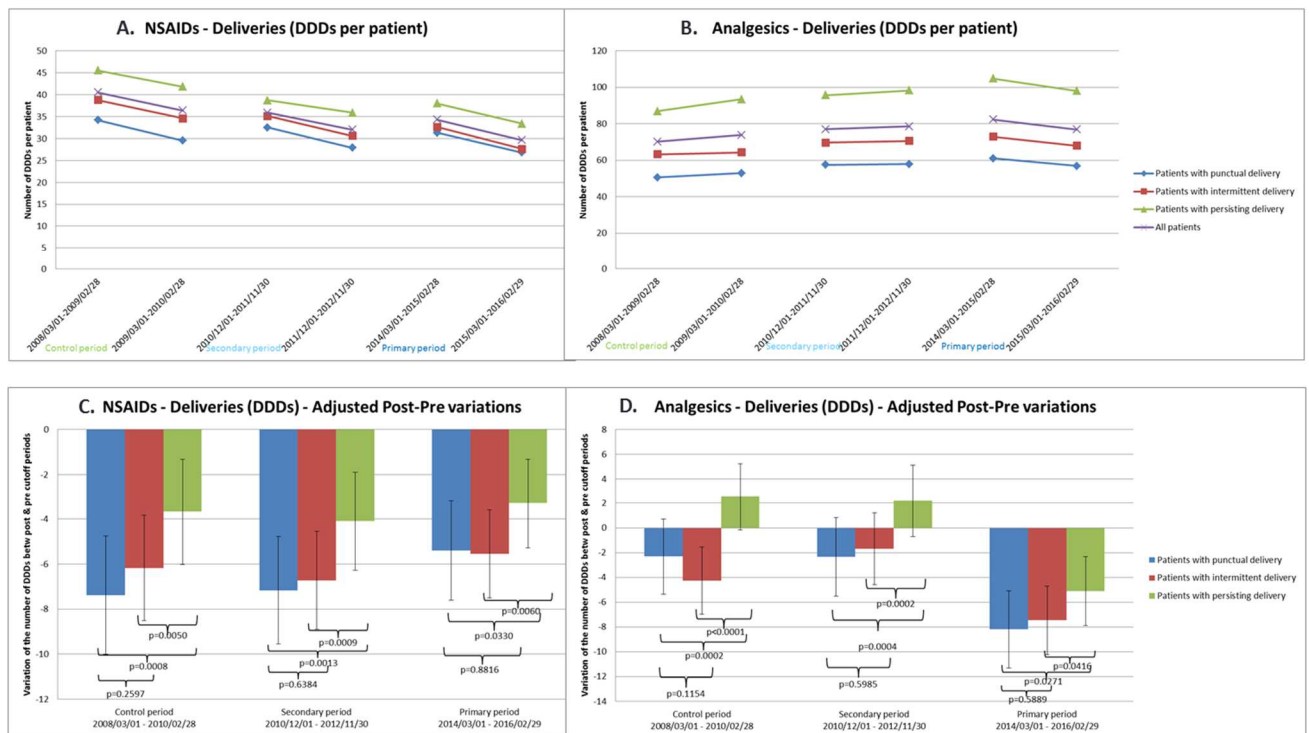 A. NSAIDs - Deliveries (DDDs per patient)
Number of DDDs per patient
50
45
40
35
30
25
20
15
10
5
0
2008/03/01-2009/02/28
2009/03/01-2010/02/28
2010/12/01-2011/11/30
2011/12/01-2012/11/30
2014/03/01-2015/02/28
2015/03/01-2016/02/29
Control period
Secondary period
Primary period
B. Analgesics - Deliveries (DDDs per patient)
Number of DDDs per patient
120
100
80
60
40
20
0
2008/03/01-2009/02/28
2009/03/01-2010/02/28
2010/12/01-2011/11/30
2011/12/01-2012/11/30
2014/03/01-2015/02/28
2015/03/01-2016/02/29
Control period
Secondary period
Primary period
Patients with punctual delivery
Patients with intermittent delivery
Patients with persisting delivery
All patients
C. NSAIDs - Deliveries (DDDs) - Adjusted Post-Pre variations
Variation of the number of DDDs betw post & pre cutoff periods
0
-2
-4
-6
-8
-10
-12
p=0.0050
p=0.0008
p=0.2597
p=0.0009
p=0.0013
p=0.6384
p=0.0060
p=0.0330
p=0.8816
Control period
2008/03/01 - 2010/02/28
Secondary period
2010/12/01 - 2012/11/30
Primary period
2014/03/01 - 2016/02/29
D. Analgesics - Deliveries (DDDs) - Adjusted Post-Pre variations
Variation of the number of DDDs betw post & pre cutoff periods
8
6
4
2
0
-2
-4
-6
-8
-10
-12
-14
p<0.0001
p=0.0002
p=0.1154
p=0.0002
p=0.0004
p=0.5985
p=0.0416
p=0.0271
p=0.5889
Control period
2008/03/01 - 2010/02/28
Secondary period
2010/12/01 - 2012/11/30
Primary period
2014/03/01 - 2016/02/29
Patients with punctual delivery
Patients with intermittent delivery
Patients with persisting delivery